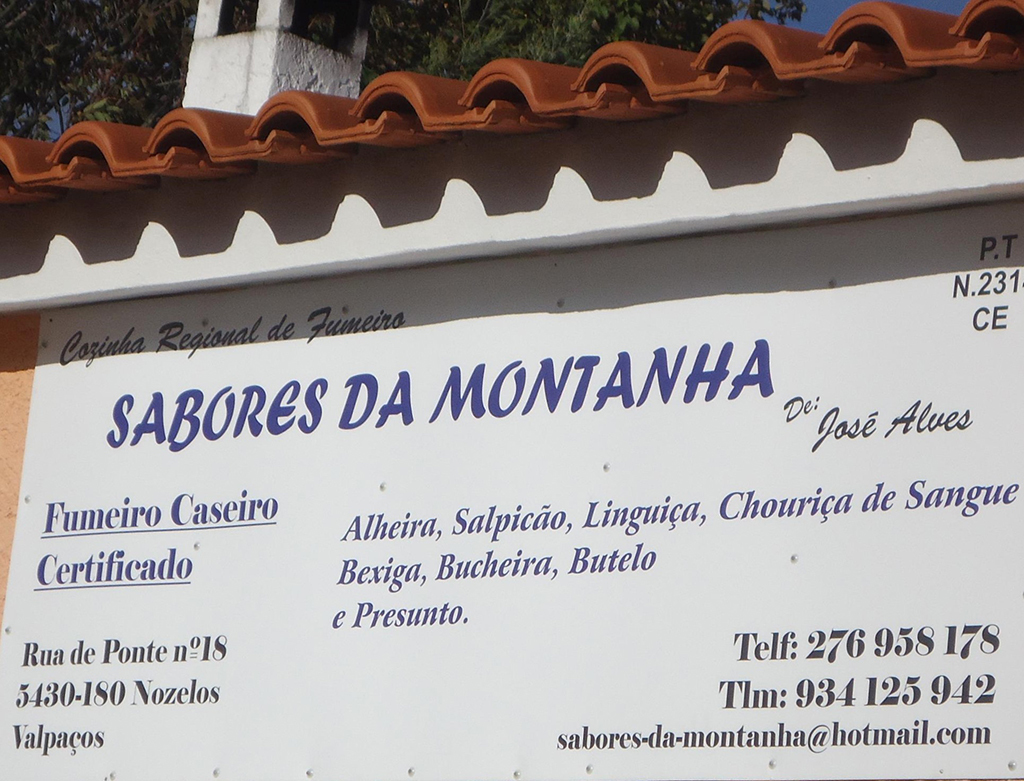 P.T
N.231
CE
Cozinha Regional de Fumeiro
SABORES DA MONTANHA
De: José Alves
Fumeiro Caseiro
Certificado
Alheira, Salpicão, Linguiça, Chouriça de Sangue
Bexiga, Bucheira, Butelo
e Presunto.
Rua de Ponte nº18
5430-180 Nozelos
Valpaços
Telf: 276 958 178
Tlm: 934 125 942
sabores-da-montanha@hotmail.com